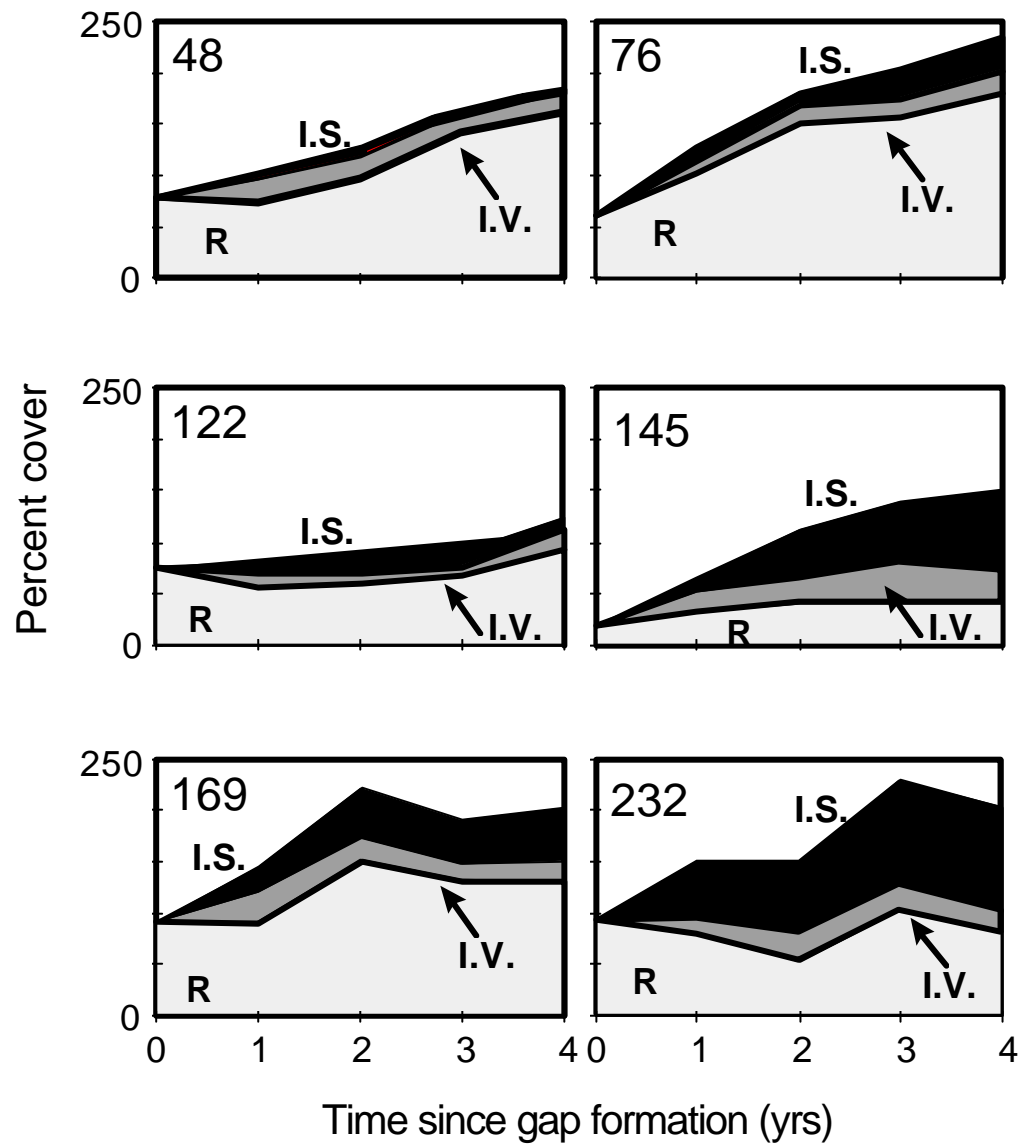 250
48
I.S.
I.V.
R
0
76
I.S.
I.V.
R
Percent cover
250
122
I.S.
I.V.
R
0
145
I.S.
I.V.
R
250
169
I.S.
I.V.
R
0
0 1 2 3 4
232
I.S.
I.V.
R
0 1 2 3 4
Time since gap formation (yrs)